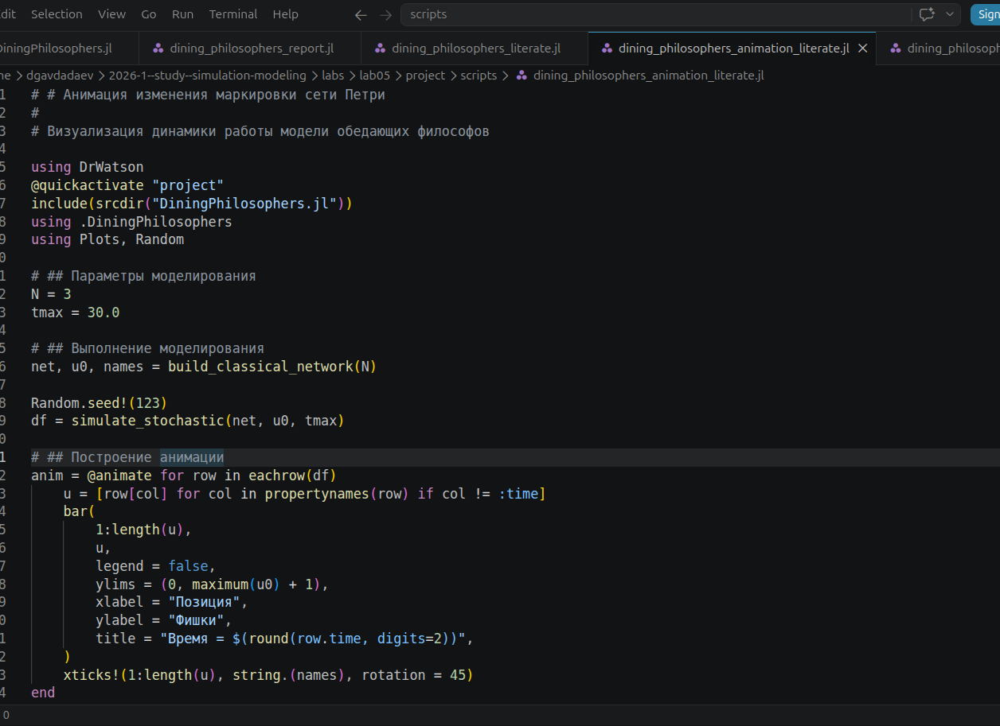 dit Selection View Go Run Terminal Help scripts Sign
DiningPhilosophers.jl dining_philosophers_report.jl dining_philosophers_literate.jl dining_philosophers_animation_literate.jl dining_philosoph
ne > dgavdadaev > 2026-1--study--simulation-modeling > labs > lab05 > project > scripts > dining_philosophers_animation_literate.jl
1 # # Анимация изменения маркировки сети Петри
2 #
3 # Визуализация динамики работы модели обедающих философов
4
5 using DrWatson
6 @quickactivate "project"
7 include(srcdir("DiningPhilosophers.jl"))
8 using .DiningPhilosophers
9 using Plots, Random
0
1 # ## Параметры моделирования
2 N = 3
3 tmax = 30.0
4
5 # ## Выполнение моделирования
6 net, u0, names = build_classical_network(N)
7
8 Random.seed!(123)
9 df = simulate_stochastic(net, u0, tmax)
0
1 # ## Построение анимации
2 anim = @animate for row in eachrow(df)
3     u = [row[col] for col in propertynames(row) if col != :time]
4     bar(
5         1:length(u),
6         u,
7         legend = false,
8         ylims = (0, maximum(u0) + 1),
9         xlabel = "Позиция",
0         ylabel = "Фишки",
1         title = "Время = $(round(row.time, digits=2))",
2     )
3     xticks!(1:length(u), string.(names), rotation = 45)
4 end
0